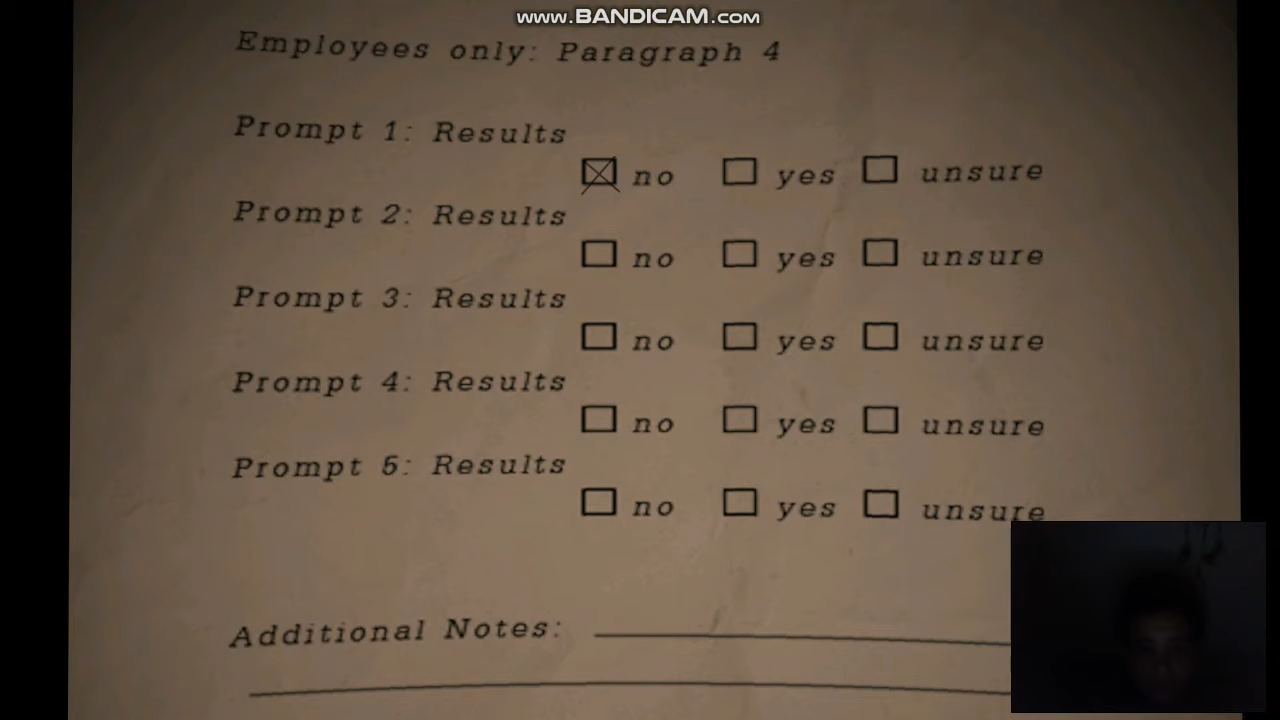 www.BANDICAM.com
Employees only: Paragraph 4
Prompt 1: Results
no yes unsure
Prompt 2: Results
no yes unsure
Prompt 3: Results
no yes unsure
Prompt 4: Results
no yes unsure
Prompt 5: Results
no yes unsure
Additional Notes: